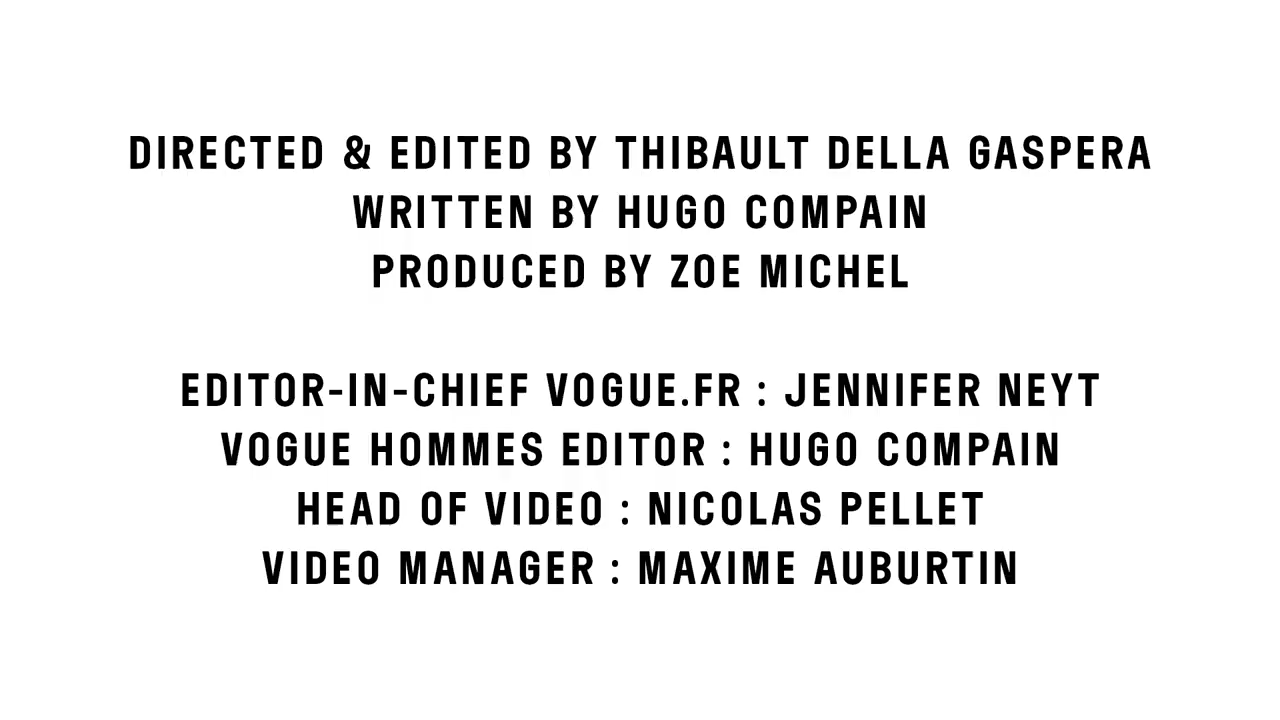 DIRECTED & EDITED BY THIBAULT DELLA GASPERA
WRITTEN BY HUGO COMPAIN
PRODUCED BY ZOE MICHEL
EDITOR-IN-CHIEF VOGUE.FR : JENNIFER NEYT
VOGUE HOMMES EDITOR : HUGO COMPAIN
HEAD OF VIDEO : NICOLAS PELLET
VIDEO MANAGER : MAXIME AUBURTIN